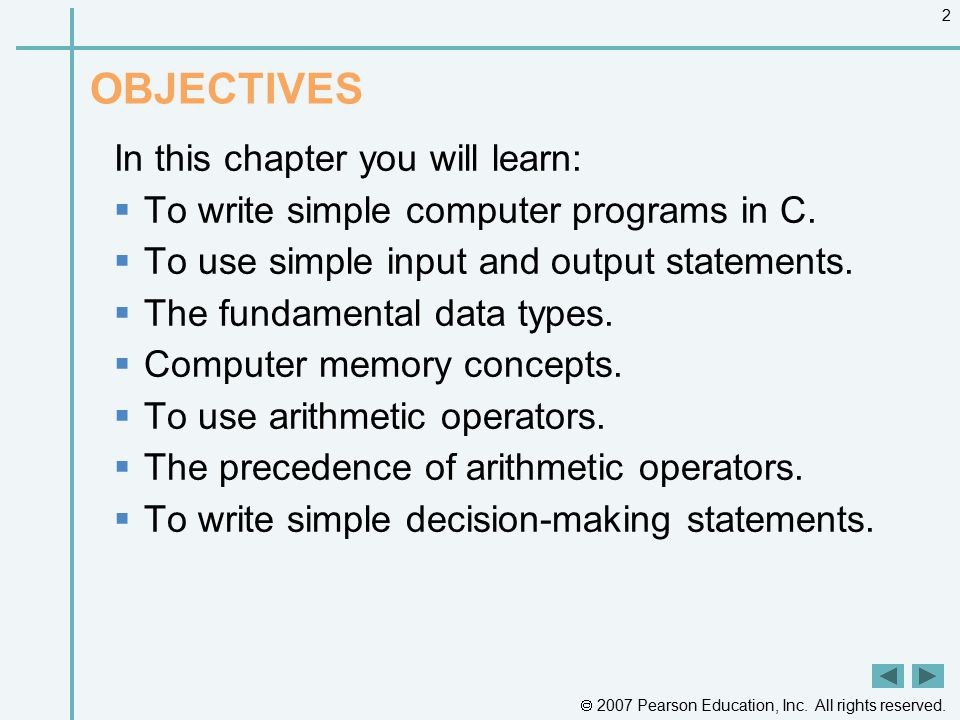 2
OBJECTIVES
In this chapter you will learn:
▪ To write simple computer programs in C.
▪ To use simple input and output statements.
▪ The fundamental data types.
▪ Computer memory concepts.
▪ To use arithmetic operators.
▪ The precedence of arithmetic operators.
▪ To write simple decision-making statements.
© 2007 Pearson Education, Inc. All rights reserved.